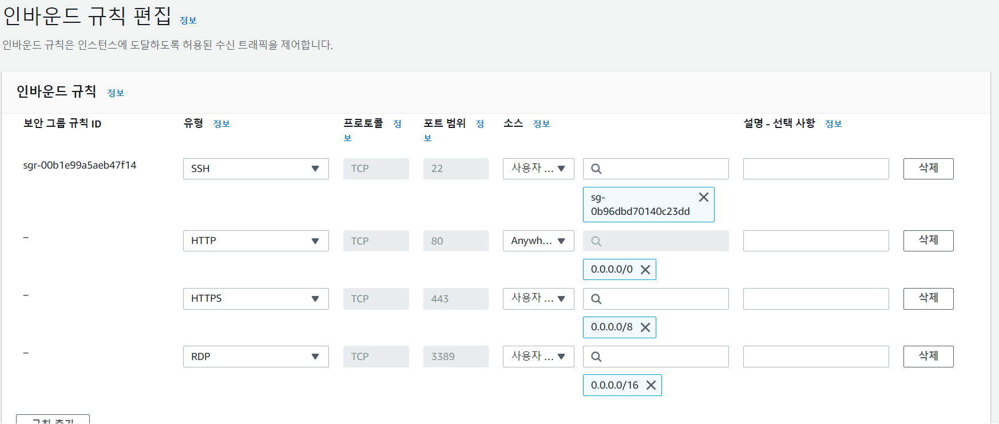 인바운드 규칙 편집 정보
인바운드 규칙은 인스턴스에 도달하도록 허용된 수신 트래픽을 제어합니다.
인바운드 규칙 정보
보안 그룹 규칙 ID 유형 정보 프로토콜 정보 포트 범위 정보 소스 정보 설명 - 선택 사항 정보
sgr-00b1e99a5aeb47f14 SSH TCP 22 사용자 ... 삭제
sg-
0b96dbd70140c23dd
– HTTP TCP 80 Anywh... 삭제
0.0.0.0/0
– HTTPS TCP 443 사용자 ... 삭제
0.0.0.0/8
– RDP TCP 3389 사용자 ... 삭제
0.0.0.0/16
규칙 추가